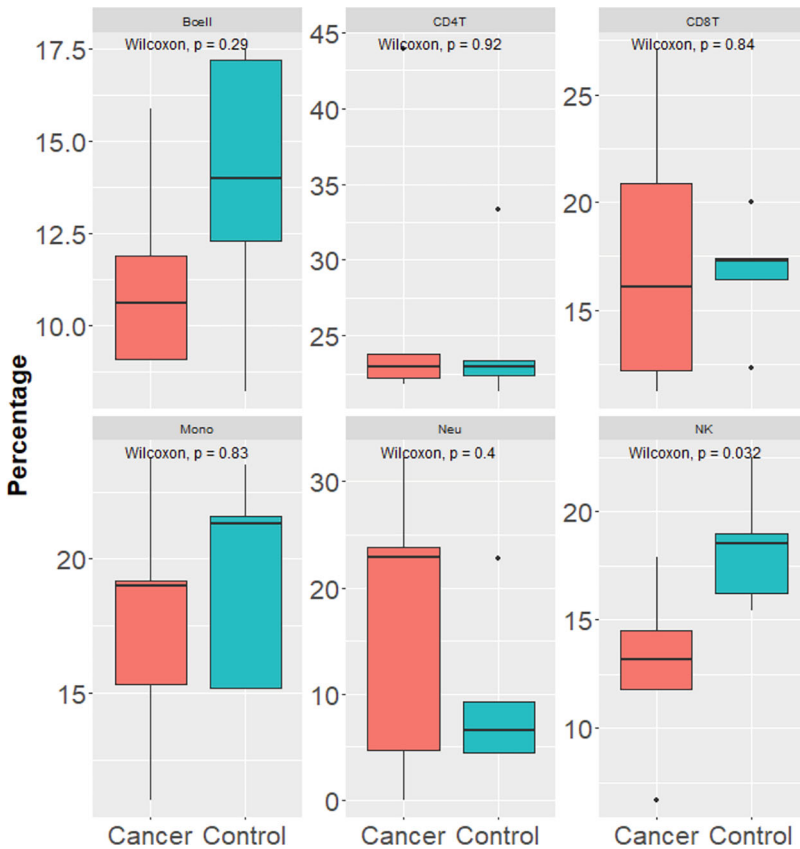 Bcell CD4T CD8T
Wilcoxon, p = 0.29 Wilcoxon, p = 0.92 Wilcoxon, p = 0.84
17.5 15.0 12.5 10.0
45 40 35 30 25
25 20 15
Percentage
Mono Neu NK
Wilcoxon, p = 0.83 Wilcoxon, p = 0.4 Wilcoxon, p = 0.032
20 15
30 20 10 0
20 15 10
Cancer Control Cancer Control Cancer Control